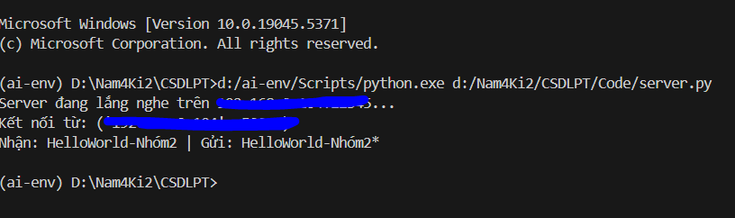 Microsoft Windows [Version 10.0.19045.5371]
(c) Microsoft Corporation. All rights reserved.
(ai-env) D:\Nam4Ki2\CSDLPT>d:/ai-env/Scripts/python.exe d:/Nam4Ki2/CSDLPT/Code/server.py
Server đang lắng nghe trên ...
Kết nối từ: (
Nhận: HelloWorld-Nhóm2 | Gửi: HelloWorld-Nhóm2*
(ai-env) D:\Nam4Ki2\CSDLPT>